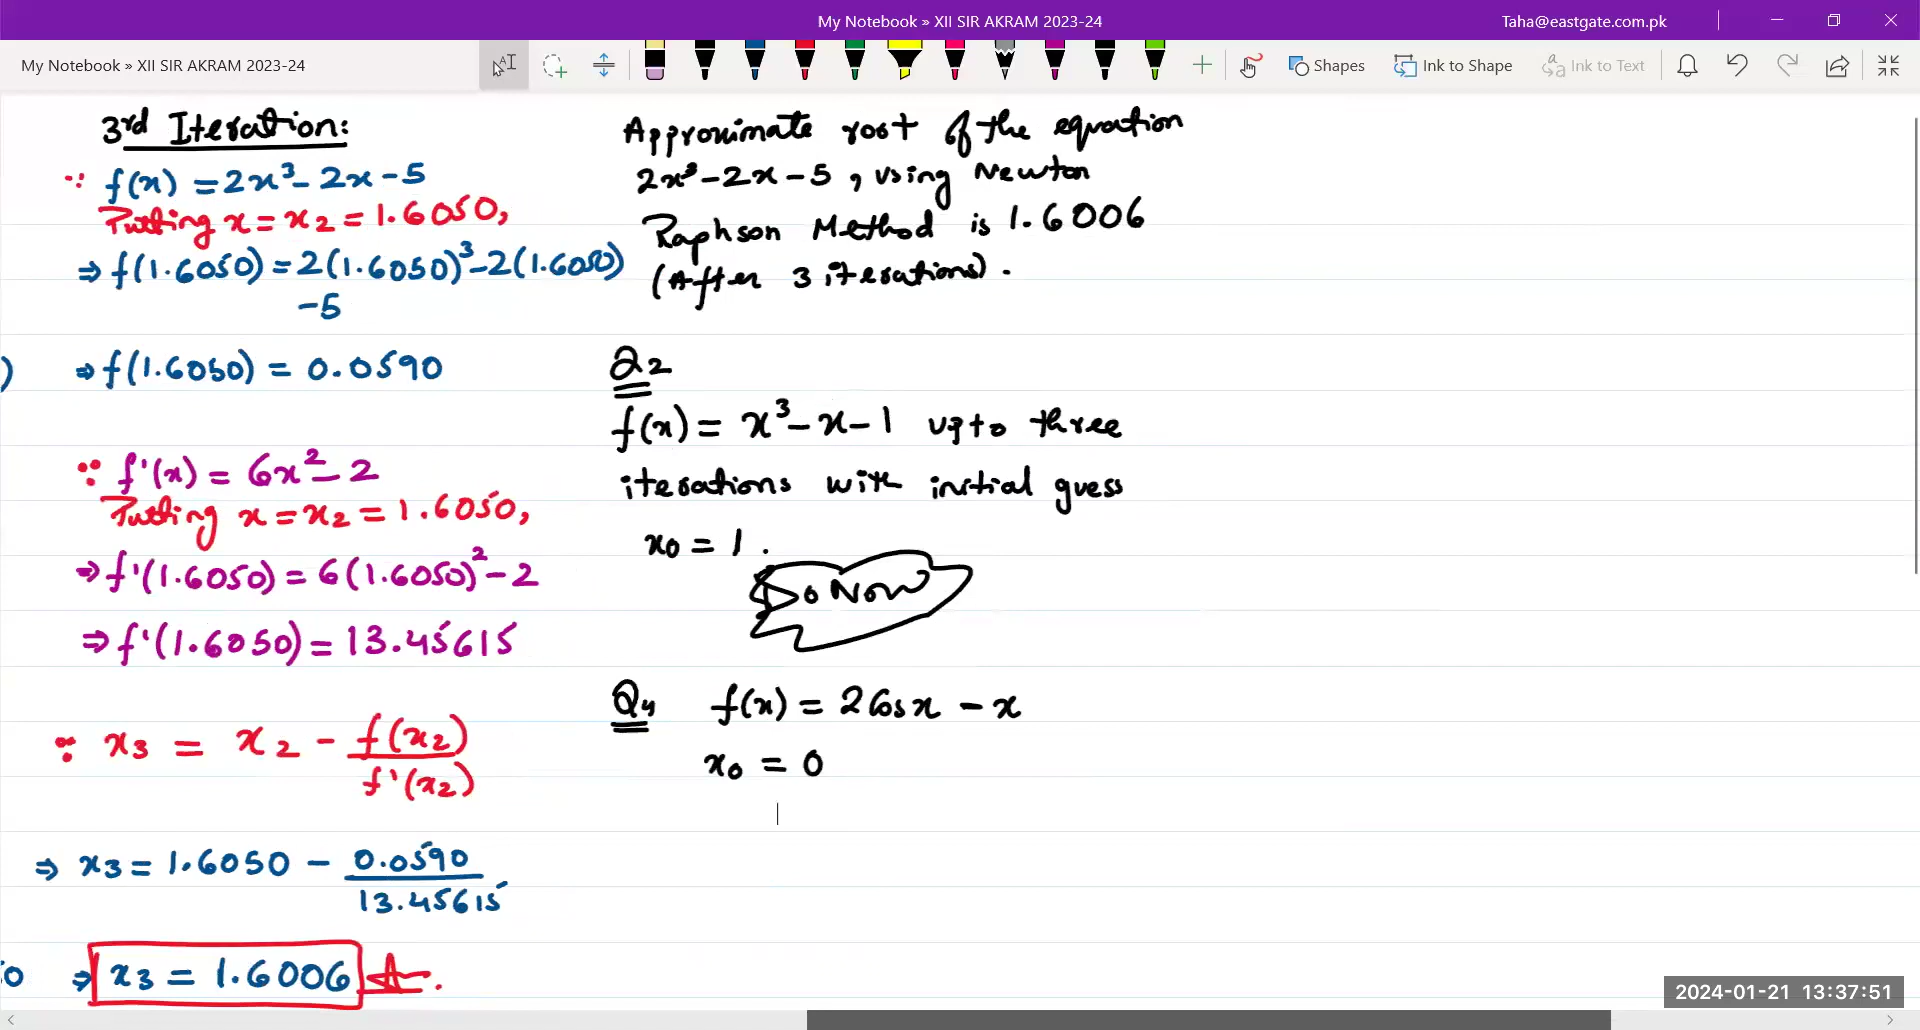 My Notebook » XII SIR AKRAM 2023-24
Taha@eastgate.com.pk
My Notebook » XII SIR AKRAM 2023-24
Shapes
Ink to Shape
Ink to Text
3rd Iteration:
∵ f(x) = 2x³ - 2x - 5
Putting x = x₂ = 1.6050,
⇒ f(1.6050) = 2(1.6050)³ - 2(1.6050)
-5
) ⇒ f(1.6050) = 0.0590
∵ f'(x) = 6x² - 2
Putting x = x₂ = 1.6050,
⇒ f'(1.6050) = 6(1.6050)² - 2
⇒ f'(1.6050) = 13.45615
∵ x₃ = x₂ - f(x₂)/f'(x₂)
⇒ x₃ = 1.6050 - 0.0590/13.45615
⇒ x₃ = 1.6006
Approximate root of the equation
2x³ - 2x - 5, using Newton
Raphson Method is 1.6006
(After 3 iterations).
Q2
f(x) = x³ - x - 1 upto three
iterations with initial guess
x₀ = 1.
Do Now
Q4 f(x) = 2Cosx - x
x₀ = 0
2024-01-21 13:37:51